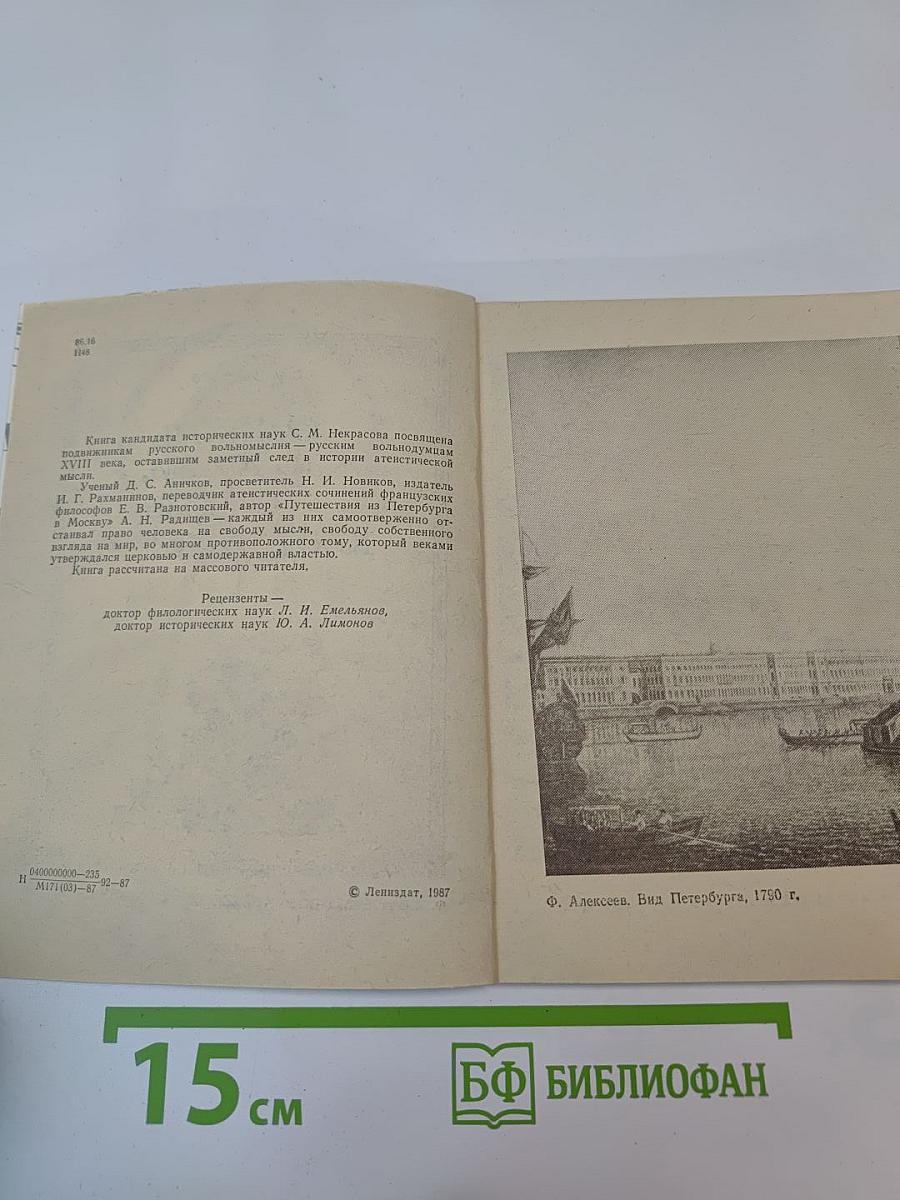 86.16
Н48
Книга кандидата исторических наук С. М. Некрасова посвящена
подвижникам русского вольномыслия — русским вольнодумцам
XVIII века, оставившим заметный след в истории атеистической
мысли.
Ученый Д. С. Аничков, просветитель Н. И. Новиков, издатель
И. Г. Рахманинов, переводчик атеистических сочинений французских
философов Е. В. Разнотовский, автор «Путешествия из Петербурга
в Москву» А. Н. Радищев — каждый из них самоотверженно от-
стаивал право человека на свободу мысли, свободу собственного
взгляда на мир, во многом противоположного тому, который веками
утверждался церковью и самодержавной властью.
Книга рассчитана на массового читателя.
Рецензенты —
доктор филологических наук Л. И. Емельянов,
доктор исторических наук Ю. А. Лимонов
Н 0400000000—235
М171(03)—87 92—87
© Лениздат, 1987
Ф. Алексеев. Вид Петербурга, 1790 г.
15 см
БФ БИБЛИОФАН